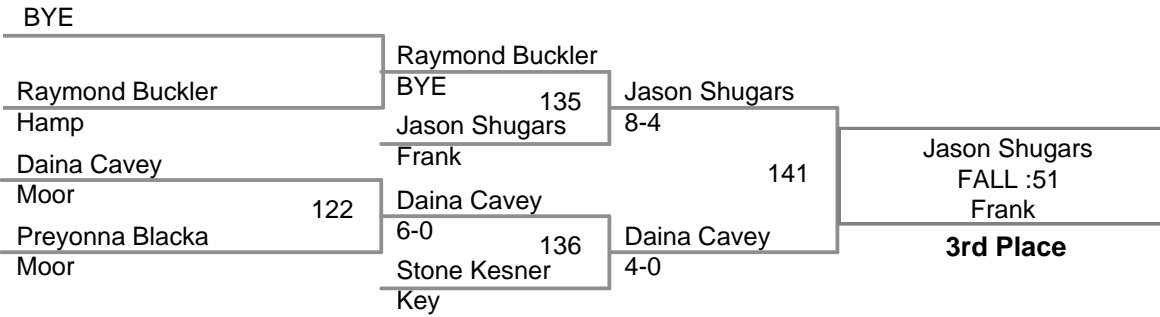 BYE
Raymond Buckler
Hamp
Daina Cavey
Moor
122
Preyonna Blacka
Moor
Raymond Buckler
BYE
135
Jason Shugars
Frank
Daina Cavey
6-0
136
Stone Kesner
Key
Jason Shugars
8-4
141
Daina Cavey
4-0
Jason Shugars
FALL :51
Frank
3rd Place